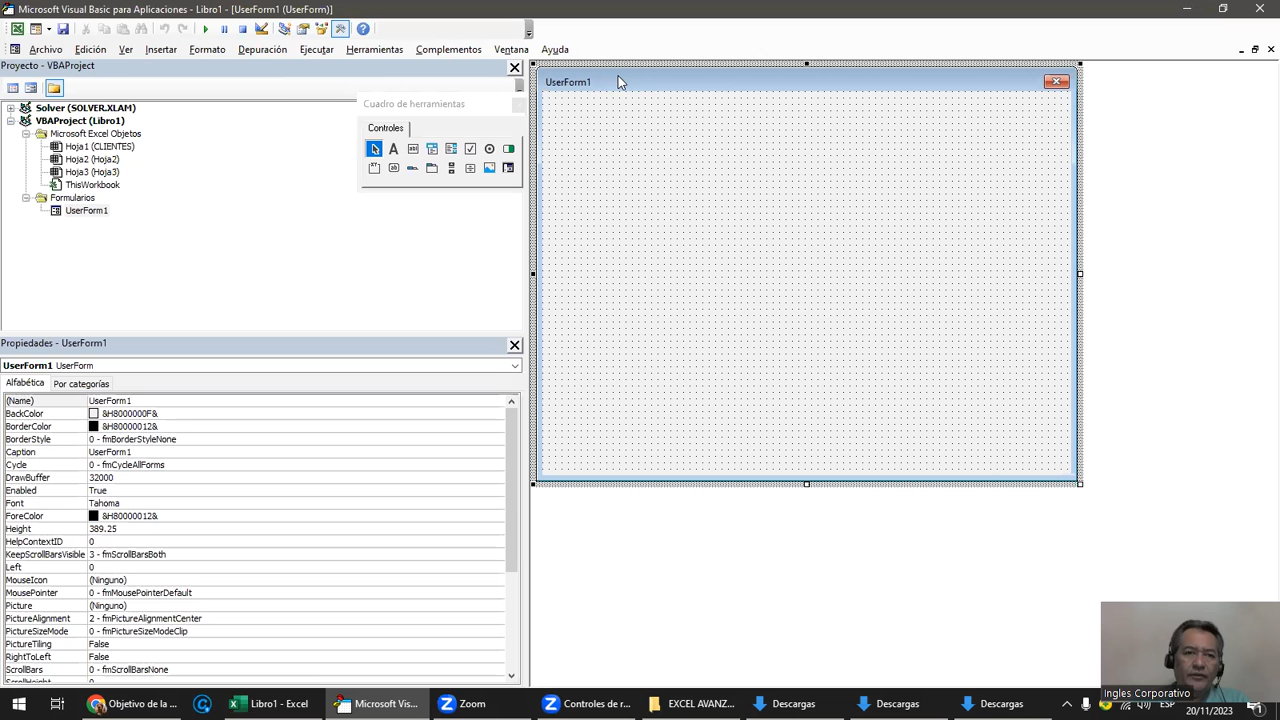 Microsoft Visual Basic para Aplicaciones - Libro1 - [UserForm1 (UserForm)]
Archivo Edición Ver Insertar Formato Depuración Ejecutar Herramientas Complementos Ventana Ayuda
Proyecto - VBAProject
Solver (SOLVER.XLAM)
VBAProject (Libro1)
Microsoft Excel Objetos
Hoja1 (CLIENTES)
Hoja2 (Hoja2)
Hoja3 (Hoja3)
ThisWorkbook
Formularios
UserForm1
Cuadro de herramientas
Controles
UserForm1
Propiedades - UserForm1
UserForm1 UserForm
Alfabética Por categorías
(Name) UserForm1
BackColor &H8000000F&
BorderColor &H80000012&
BorderStyle 0 - fmBorderStyleNone
Caption UserForm1
Cycle 0 - fmCycleAllForms
DrawBuffer 32000
Enabled True
Font Tahoma
ForeColor &H80000012&
Height 389.25
HelpContextID 0
KeepScrollBarsVisible 3 - fmScrollBarsBoth
Left 0
MouseIcon (Ninguno)
MousePointer 0 - fmMousePointerDefault
Picture (Ninguno)
PictureAlignment 2 - fmPictureAlignmentCenter
PictureSizeMode 0 - fmPictureSizeModeClip
PictureTiling False
RightToLeft False
ScrollBars 0 - fmScrollBarsNone
ScrollHeight 0
Ingles Corporativo
Objetivo de la ... Libro1 - Excel Microsoft Vis... Zoom Controles de r... EXCEL AVANZ... Descargas Descargas Descargas ESP
20/11/2023